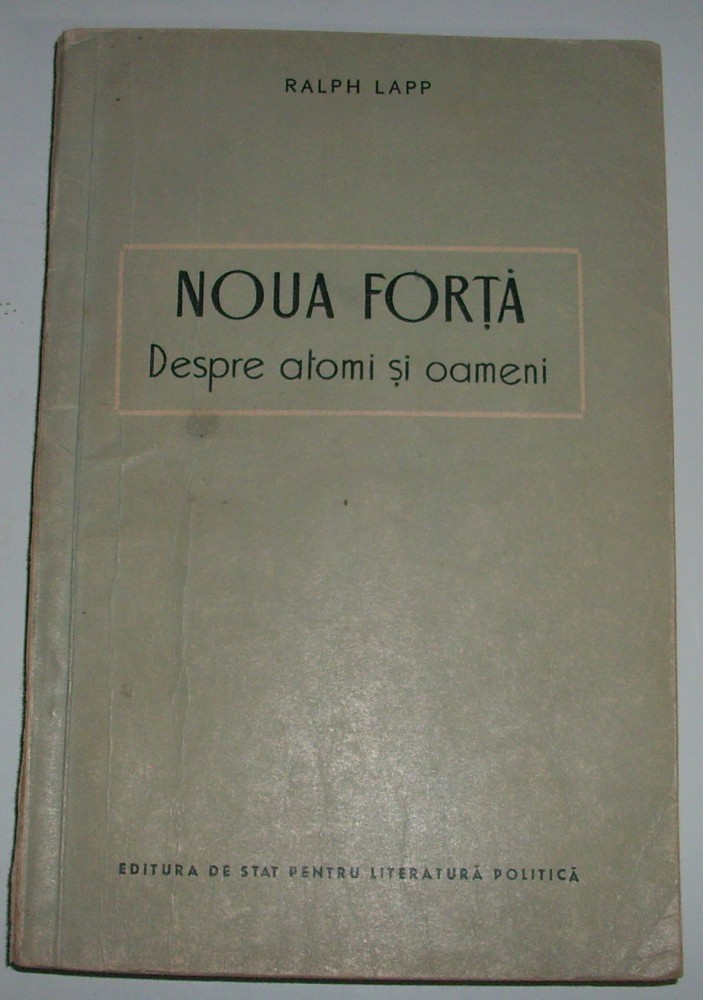 RALPH LAPP
NOUA FORȚĂ
Despre atomi și oameni
EDITURA DE STAT PENTRU LITERATURĂ POLITICĂ